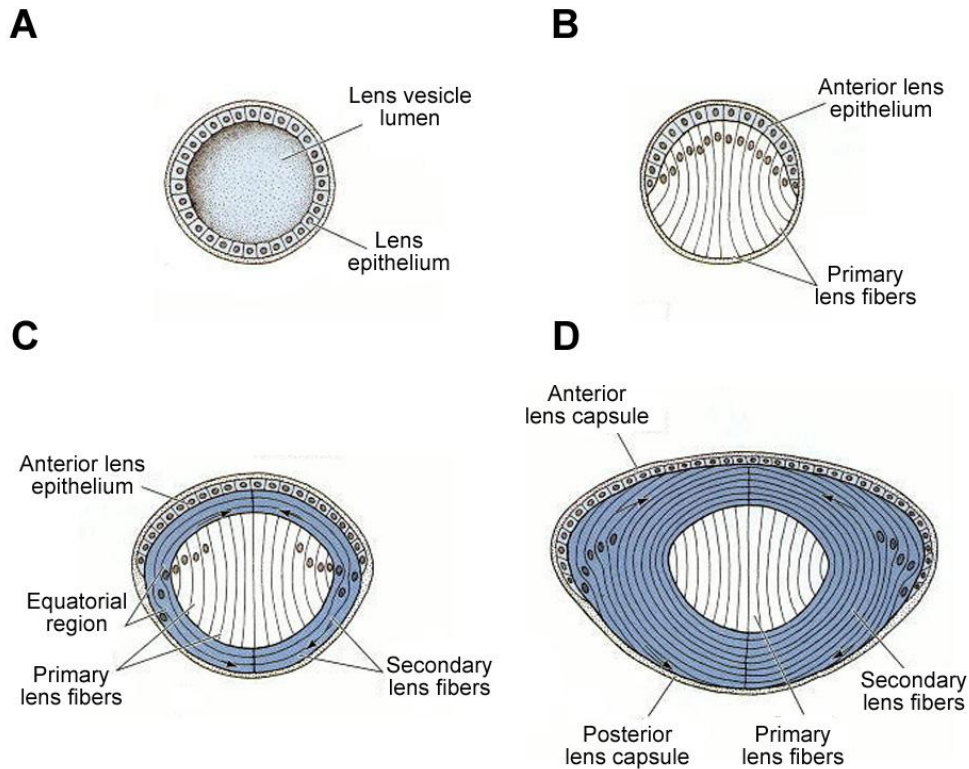 A
Lens vesicle
lumen
Lens
epithelium
B
Anterior lens
epithelium
Primary
lens fibers
C
Anterior lens
epithelium
Equatorial
region
Primary
lens fibers
Secondary
lens fibers
D
Anterior
lens capsule
Secondary
lens fibers
Posterior
lens capsule
Primary
lens fibers